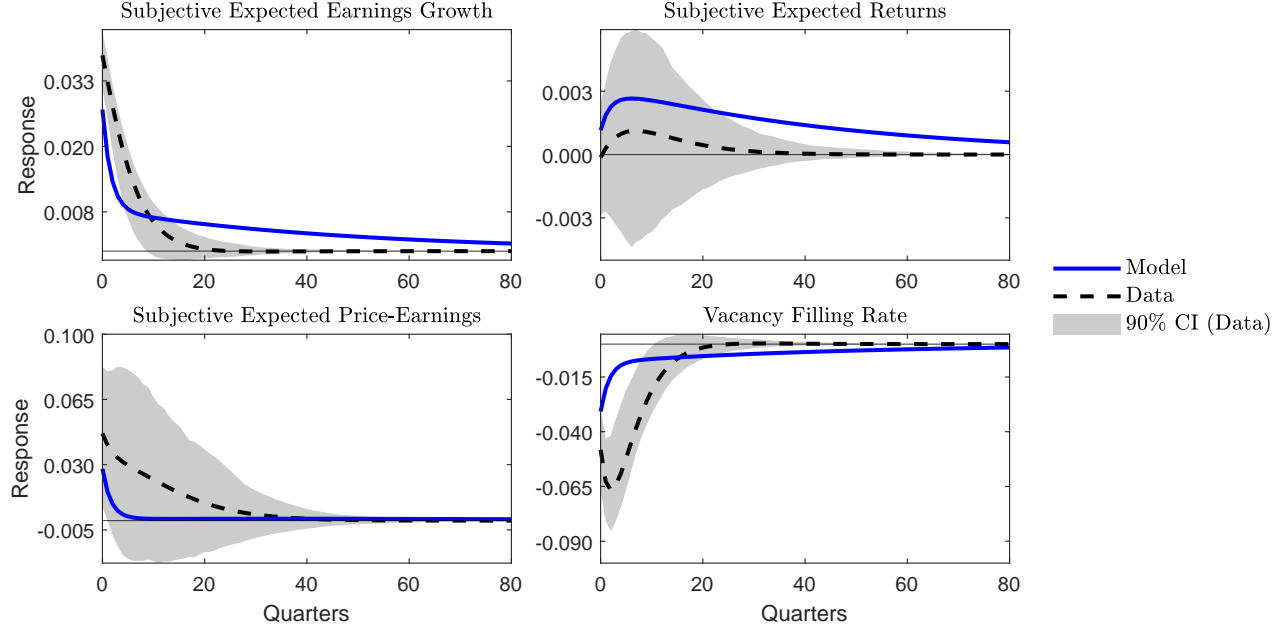 Subjective Expected Earnings Growth
Response
0.033
0.020
0.008
0 20 40 60 80
Subjective Expected Returns
0.003
0.000
-0.003
0 20 40 60 80
Subjective Expected Price-Earnings
Response
0.100
0.065
0.030
-0.005
0 20 40 60 80
Quarters
Vacancy Filling Rate
-0.015
-0.040
-0.065
-0.090
0 20 40 60 80
Quarters
Model
Data
90% CI (Data)